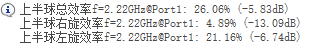 上半球总效率f=2.22GHz@Port1: 26.06% (-5.83dB)
上半球右旋效率f=2.22GHz@Port1: 4.89% (-13.09dB)
上半球左旋效率f=2.22GHz@Port1: 21.16% (-6.74dB)